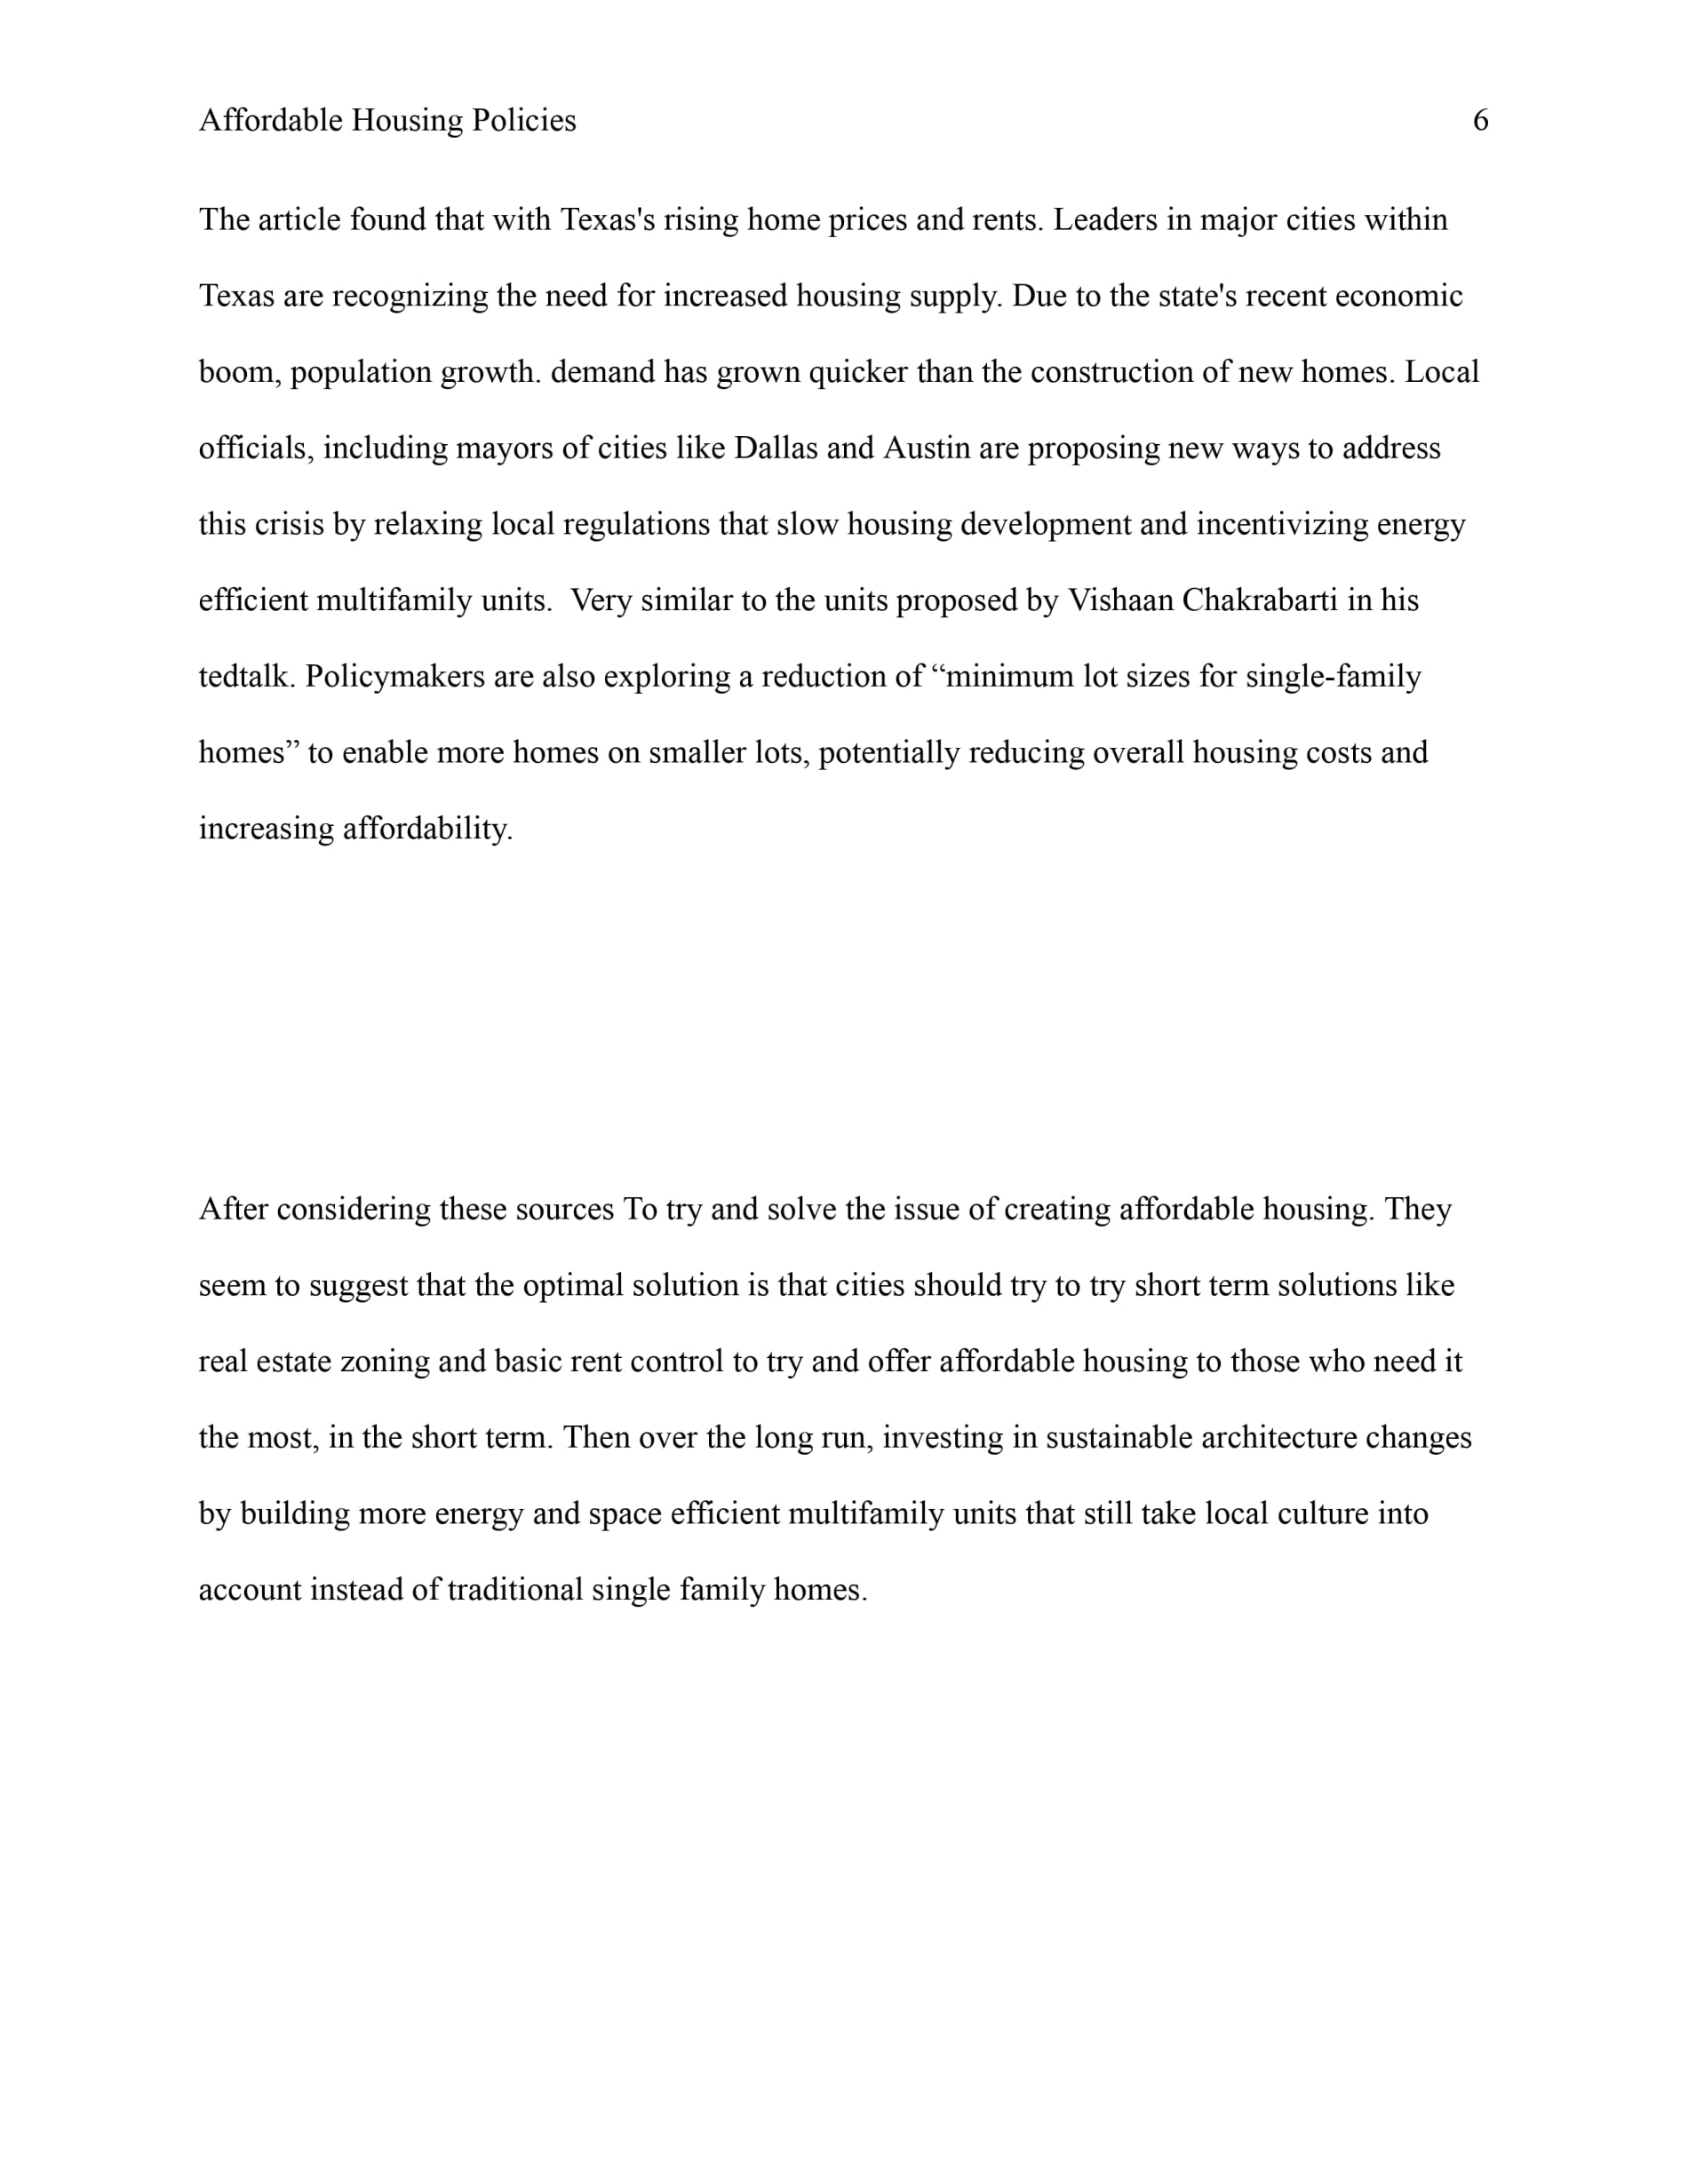 Affordable Housing Policies 6
The article found that with Texas's rising home prices and rents. Leaders in major cities within
Texas are recognizing the need for increased housing supply. Due to the state's recent economic
boom, population growth. demand has grown quicker than the construction of new homes. Local
officials, including mayors of cities like Dallas and Austin are proposing new ways to address
this crisis by relaxing local regulations that slow housing development and incentivizing energy
efficient multifamily units.  Very similar to the units proposed by Vishaan Chakrabarti in his
tedtalk. Policymakers are also exploring a reduction of “minimum lot sizes for single-family
homes” to enable more homes on smaller lots, potentially reducing overall housing costs and
increasing affordability.
After considering these sources To try and solve the issue of creating affordable housing. They
seem to suggest that the optimal solution is that cities should try to try short term solutions like
real estate zoning and basic rent control to try and offer affordable housing to those who need it
the most, in the short term. Then over the long run, investing in sustainable architecture changes
by building more energy and space efficient multifamily units that still take local culture into
account instead of traditional single family homes.